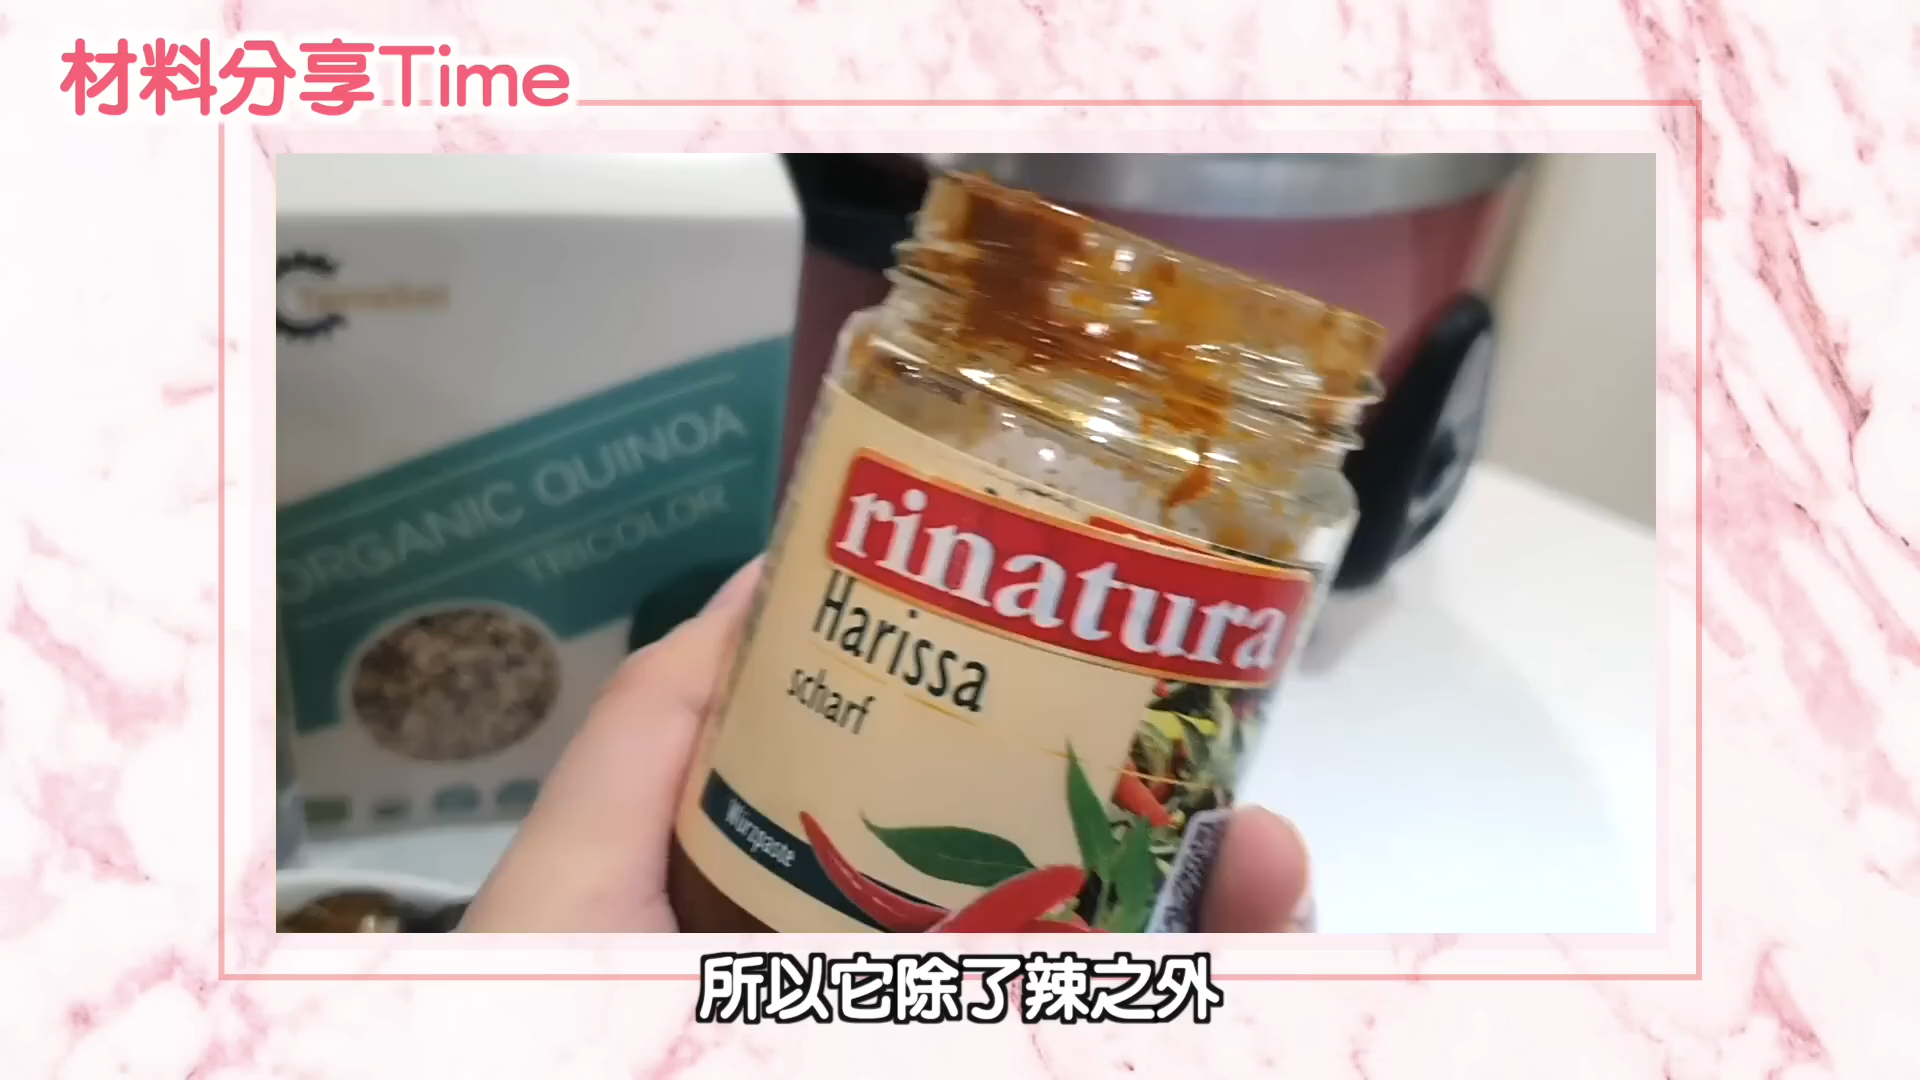 材料分享Time
ORGANIC QUINOA
TRICOLOR
rinatura
Harissa
scharf
Würzpaste
所以它除了辣之外